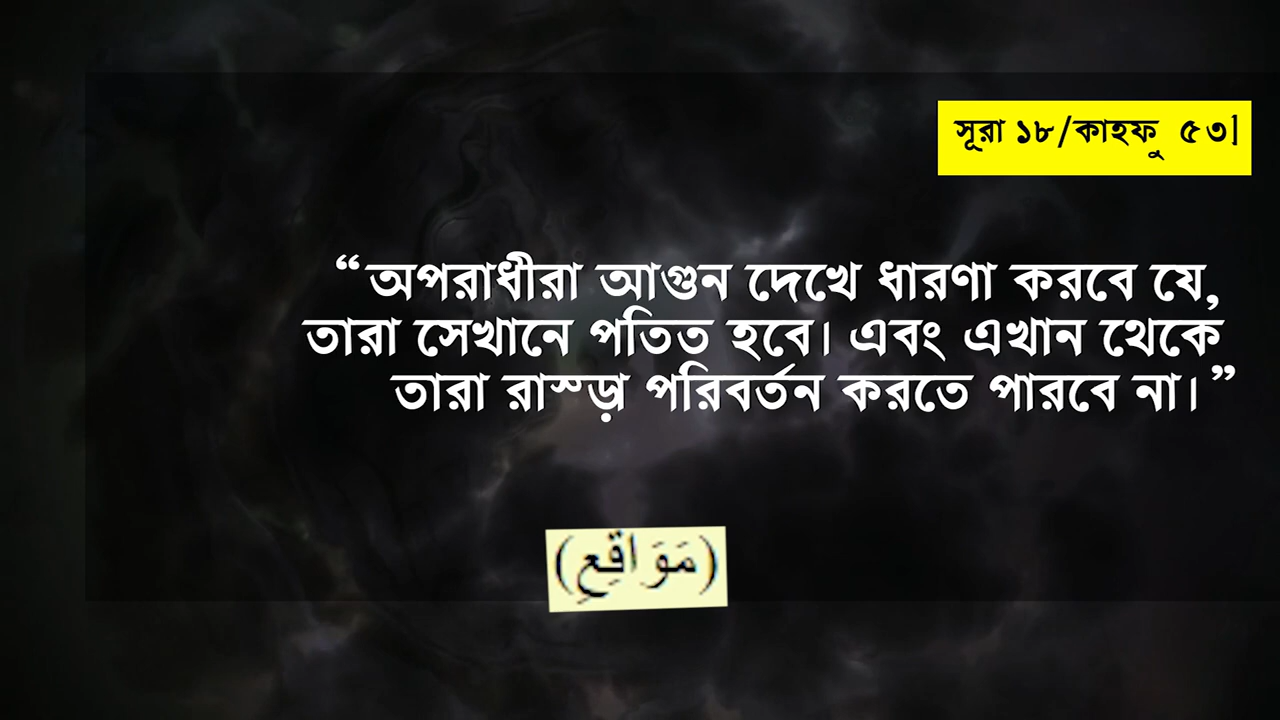 সূরা ১৮/কাহফু ৫৩]
“অপরাধীরা আগুন দেখে ধারণা করবে যে,
তারা সেখানে পতিত হবে। এবং এখান থেকে
তারা রাস্ড়া পরিবর্তন করতে পারবে না।”
(مَوَاقِعِ)